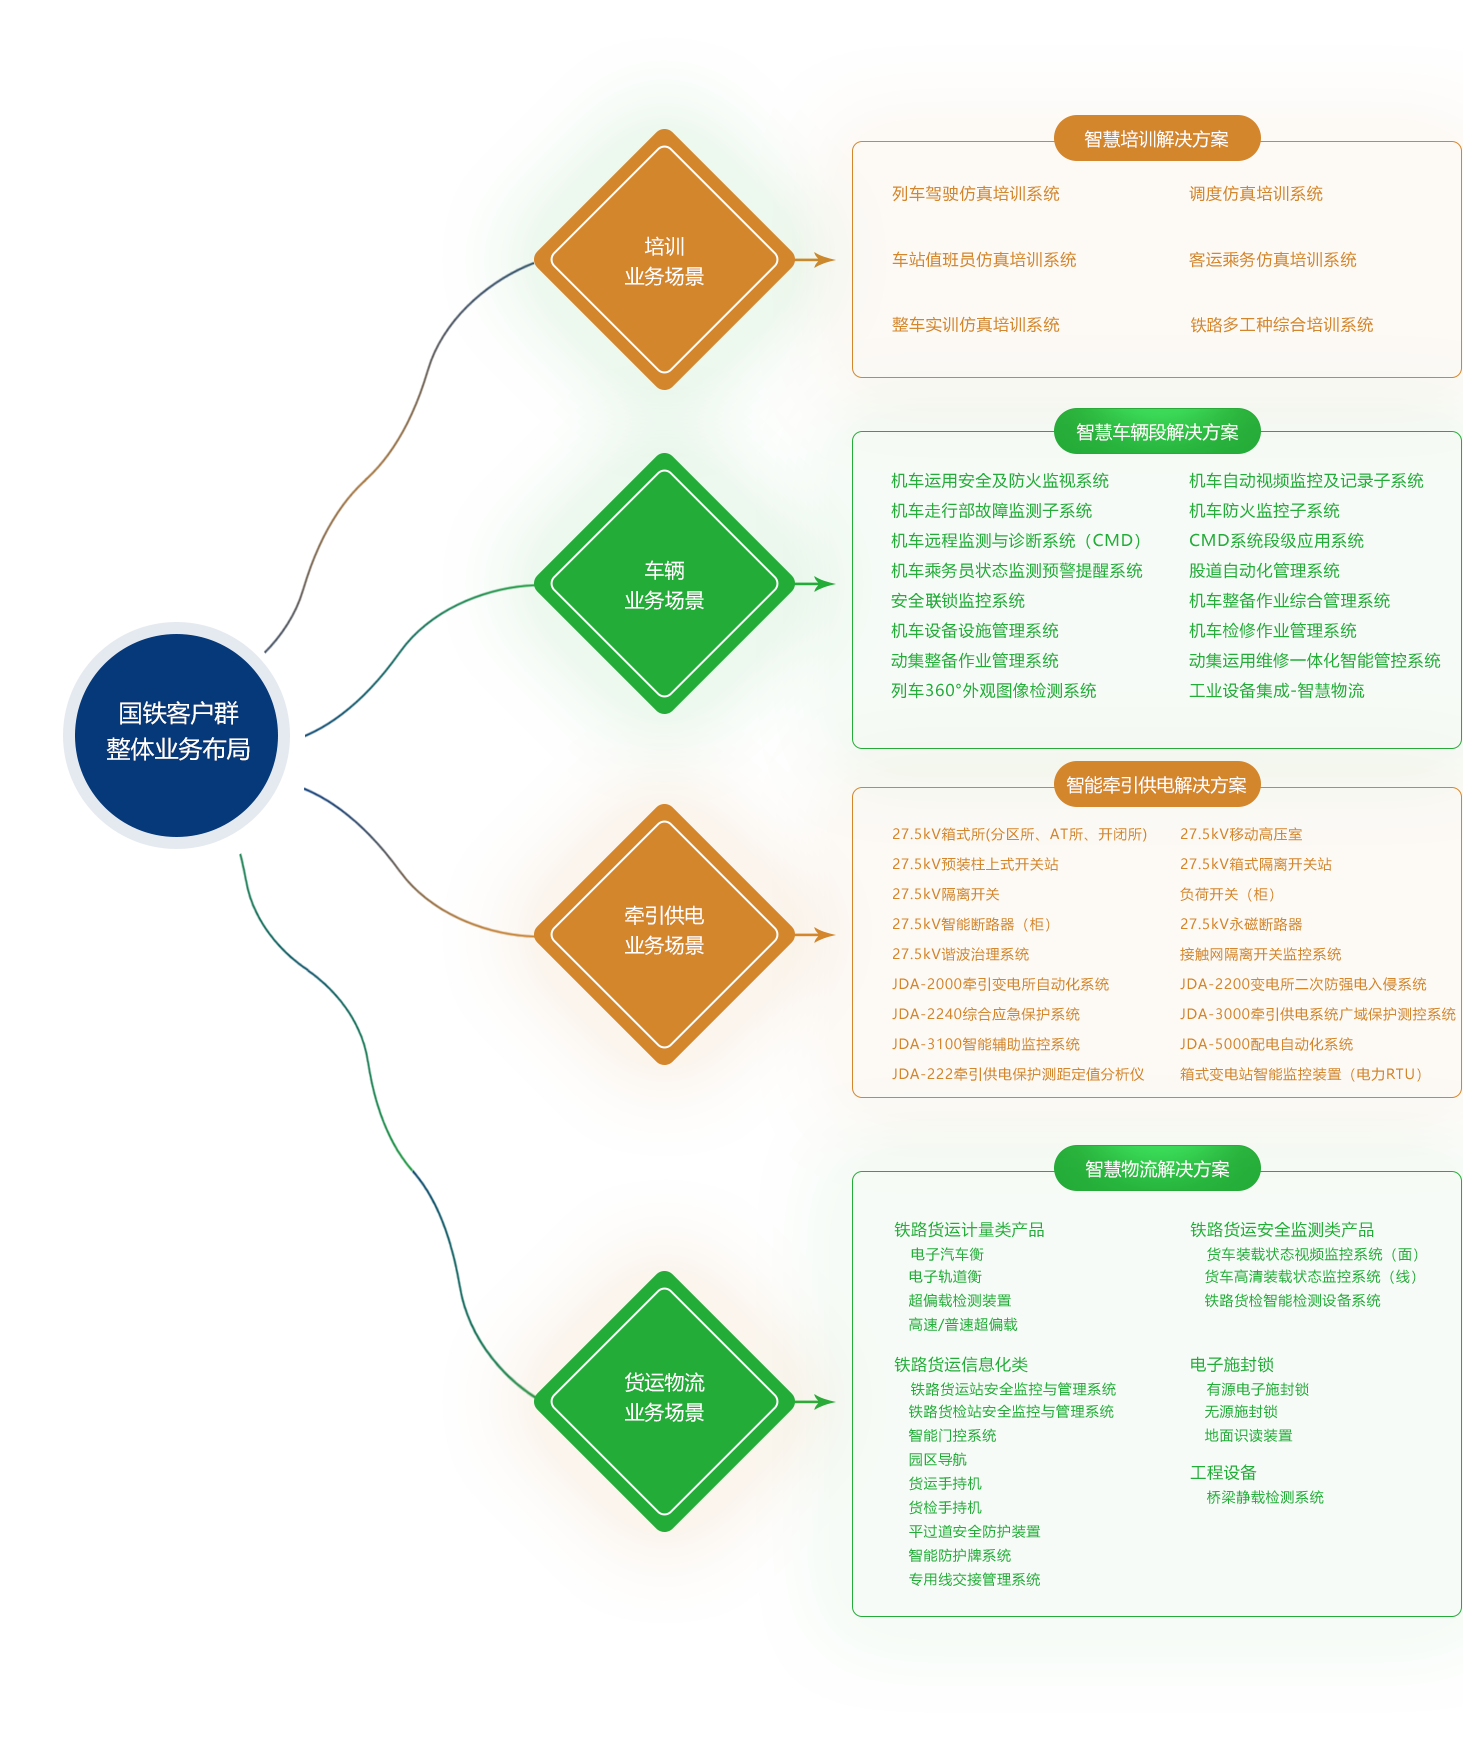 国铁客户群
整体业务布局
培训
业务场景
智慧培训解决方案
列车驾驶仿真培训系统
调度仿真培训系统
车站值班员仿真培训系统
客运乘务仿真培训系统
整车实训仿真培训系统
铁路多工种综合培训系统
车辆
业务场景
智慧车辆段解决方案
机车运用安全及防火监视系统
机车自动视频监控及记录子系统
机车走行部故障监测子系统
机车防火监控子系统
机车远程监测与诊断系统（CMD）
CMD系统段级应用系统
机车乘务员状态监测预警提醒系统
股道自动化管理系统
安全联锁监控系统
机车整备作业综合管理系统
机车设备设施管理系统
机车检修作业管理系统
动集整备作业管理系统
动集运用维修一体化智能管控系统
列车360°外观图像检测系统
工业设备集成-智慧物流
牵引供电
业务场景
智能牵引供电解决方案
27.5kV箱式所(分区所、AT所、开闭所)
27.5kV移动高压室
27.5kV预装柱上式开关站
27.5kV箱式隔离开关站
27.5kV隔离开关
负荷开关（柜）
27.5kV智能断路器（柜）
27.5kV永磁断路器
27.5kV谐波治理系统
接触网隔离开关监控系统
JDA-2000牵引变电所自动化系统
JDA-2200变电所二次防强电入侵系统
JDA-2240综合应急保护系统
JDA-3000牵引供电系统广域保护测控系统
JDA-3100智能辅助监控系统
JDA-5000配电自动化系统
JDA-222牵引供电保护测距定值分析仪
箱式变电站智能监控装置（电力RTU）
货运物流
业务场景
智慧物流解决方案
铁路货运计量类产品
电子汽车衡
电子轨道衡
超偏载检测装置
高速/普速超偏载
铁路货运安全监测类产品
货车装载状态视频监控系统（面）
货车高清装载状态监控系统（线）
铁路货检智能检测设备系统
铁路货运信息化类
铁路货运站安全监控与管理系统
铁路货检站安全监控与管理系统
智能门控系统
园区导航
货运手持机
货检手持机
平过道安全防护装置
智能防护牌系统
专用线交接管理系统
电子施封锁
有源电子施封锁
无源施封锁
地面识读装置
工程设备
桥梁静载检测系统